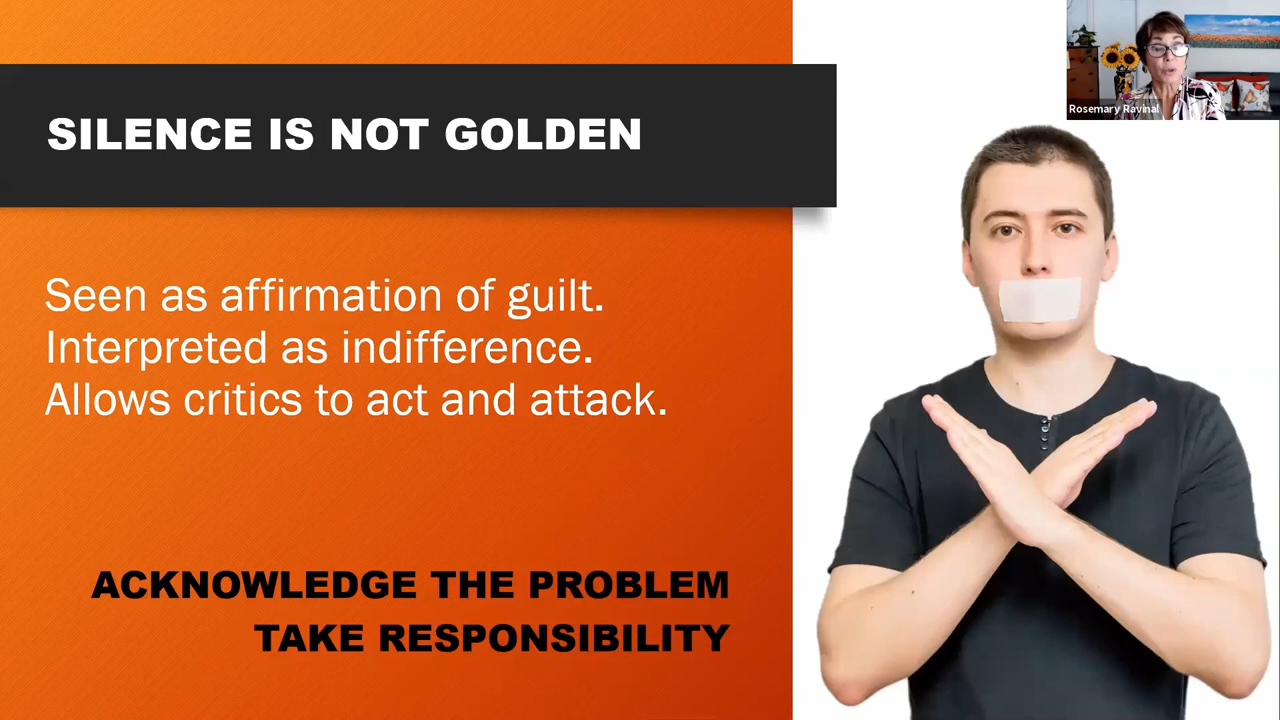 SILENCE IS NOT GOLDEN
Seen as affirmation of guilt.
Interpreted as indifference.
Allows critics to act and attack.
ACKNOWLEDGE THE PROBLEM
TAKE RESPONSIBILITY
Rosemary Ravinal